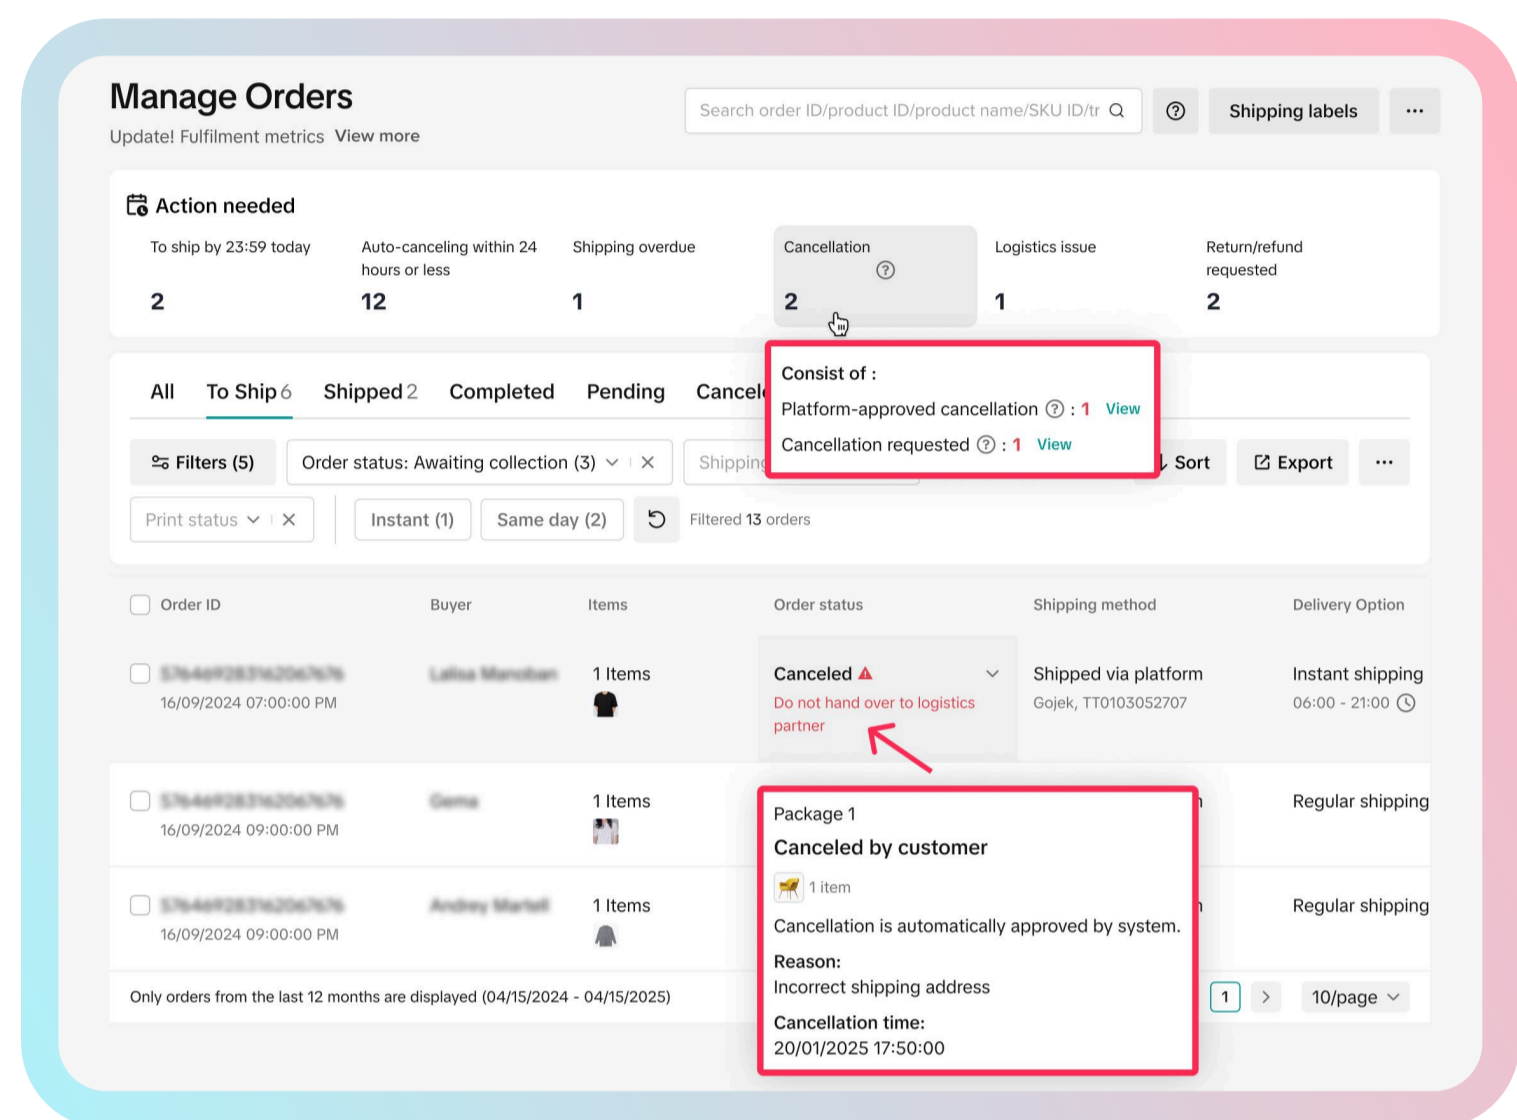 Manage Orders
Update! Fulfilment metrics View more
Search order ID/product ID/product name/SKU ID/tr
Shipping labels
Action needed
To ship by 23:59 today
2
Auto-canceling within 24
hours or less
12
Shipping overdue
1
Cancellation
2
Logistics issue
1
Return/refund
requested
2
Consist of :
Platform-approved cancellation : 1 View
Cancellation requested : 1 View
All To Ship 6 Shipped 2 Completed Pending
Filters (5) Order status: Awaiting collection (3) Sort Export
Print status Instant (1) Same day (2) Filtered 13 orders
Order ID Buyer Items Order status Shipping method Delivery Option
1 Items Canceled Shipped via platform Instant shipping
16/09/2024 07:00:00 PM Do not hand over to logistics Gojek, TT0103052707 06:00 - 21:00
partner
1 Items Regular shipping
16/09/2024 09:00:00 PM
1 Items Regular shipping
16/09/2024 09:00:00 PM
Package 1
Canceled by customer
1 item
Cancellation is automatically approved by system.
Reason:
Incorrect shipping address
Cancellation time:
20/01/2025 17:50:00
Only orders from the last 12 months are displayed (04/15/2024 - 04/15/2025) 1 10/page